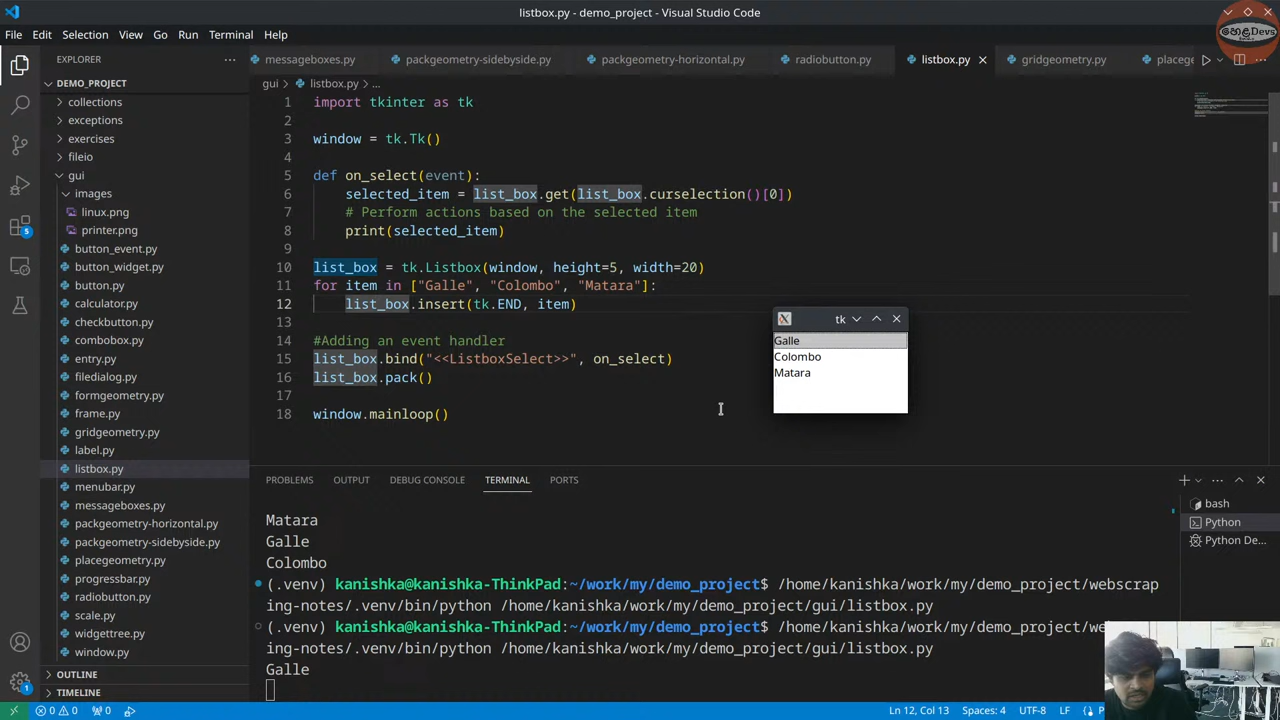 listbox.py - demo_project - Visual Studio Code
File Edit Selection View Go Run Terminal Help
EXPLORER
DEMO_PROJECT
collections
exceptions
exercises
fileio
gui
images
linux.png
printer.png
button_event.py
button_widget.py
button.py
calculator.py
checkbutton.py
combobox.py
entry.py
filedialog.py
formgeometry.py
frame.py
gridgeometry.py
label.py
listbox.py
menubar.py
messageboxes.py
packgeometry-horizontal.py
packgeometry-sidebyside.py
placegeometry.py
progressbar.py
radiobutton.py
scale.py
widgettree.py
window.py
OUTLINE
TIMELINE
5
1
messageboxes.py packgeometry-sidebyside.py packgeometry-horizontal.py radiobutton.py listbox.py gridgeometry.py placege
gui > listbox.py > ...
1 import tkinter as tk
2
3 window = tk.Tk()
4
5 def on_select(event):
6 selected_item = list_box.get(list_box.curselection()[0])
7 # Perform actions based on the selected item
8 print(selected_item)
9
10 list_box = tk.Listbox(window, height=5, width=20)
11 for item in ["Galle", "Colombo", "Matara"]:
12 list_box.insert(tk.END, item)
13
14 #Adding an event handler
15 list_box.bind("<<ListboxSelect>>", on_select)
16 list_box.pack()
17
18 window.mainloop()
tk
Galle
Colombo
Matara
PROBLEMS OUTPUT DEBUG CONSOLE TERMINAL PORTS
Matara
Galle
Colombo
(.venv) kanishka@kanishka-ThinkPad:~/work/my/demo_project$ /home/kanishka/work/my/demo_project/webscrap
ing-notes/.venv/bin/python /home/kanishka/work/my/demo_project/gui/listbox.py
(.venv) kanishka@kanishka-ThinkPad:~/work/my/demo_project$ /home/kanishka/work/my/demo_project/we
ing-notes/.venv/bin/python /home/kanishka/work/my/demo_project/gui/listbox.py
Galle
bash
Python
Python De...
0 0 0 Ln 12, Col 13 Spaces: 4 UTF-8 LF